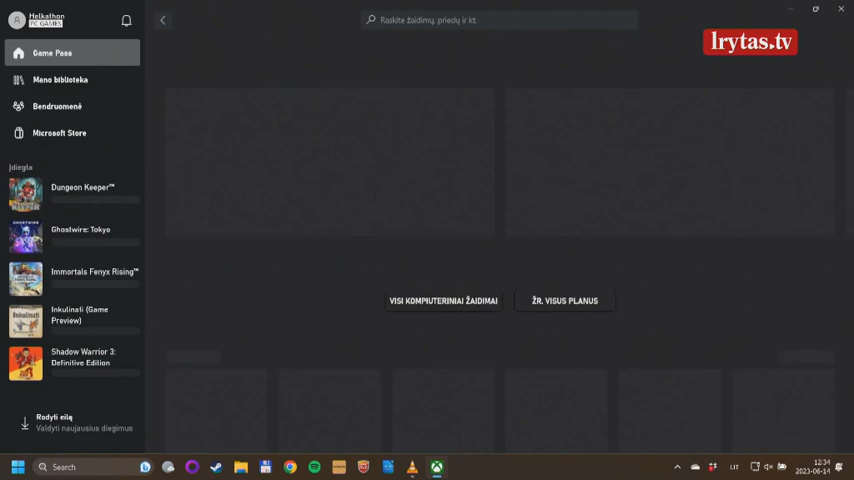 Helkathon
PC GAMES
Raskite žaidimų, priedų ir kt.
lrytas.tv
Game Pass
Mano biblioteka
Bendruomenė
Microsoft Store
Įdiegta
Dungeon Keeper™
Ghostwire: Tokyo
Immortals Fenyx Rising™
Inkulinati (Game
Preview)
Shadow Warrior 3:
Definitive Edition
VISI KOMPIUTERINIAI ŽAIDIMAI
ŽR. VISUS PLANUS
Rodyti eilę
Valdyti naujausius diegimus
Search
LIT
12:34
2023-06-14